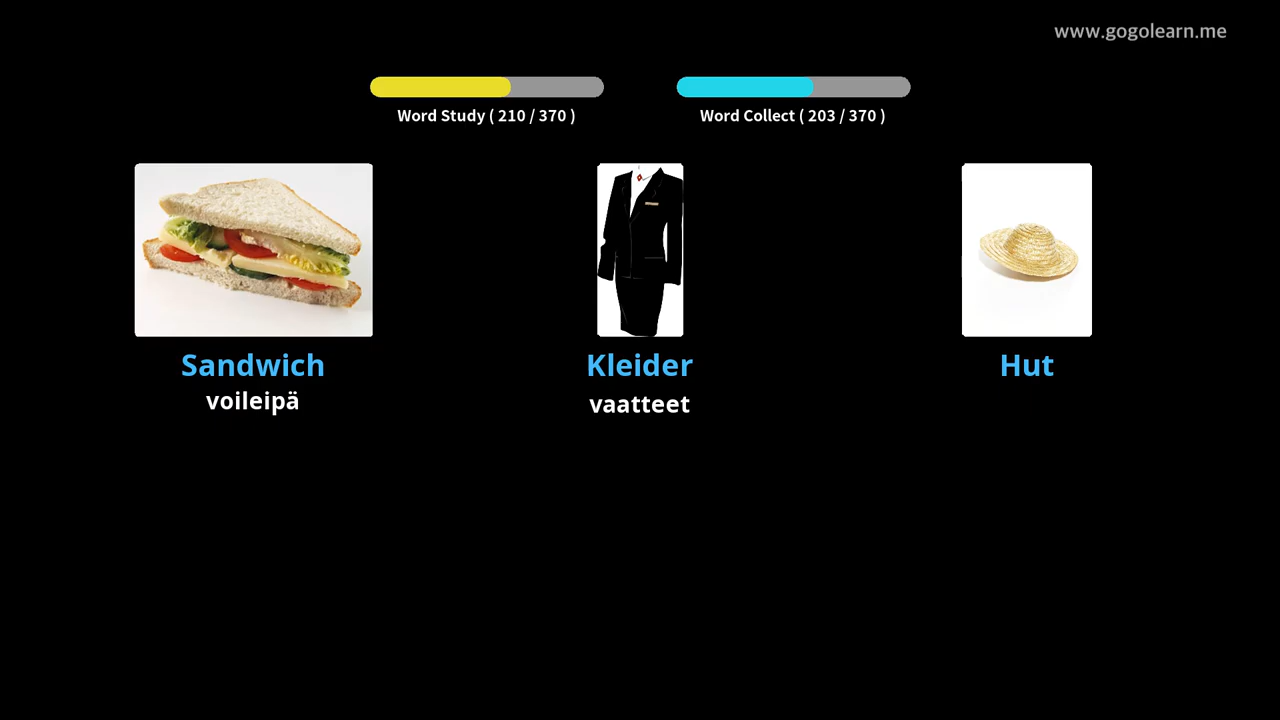 www.gogolearn.me
Word Study ( 210 / 370 )
Word Collect ( 203 / 370 )
Sandwich
voileipä
Kleider
vaatteet
Hut